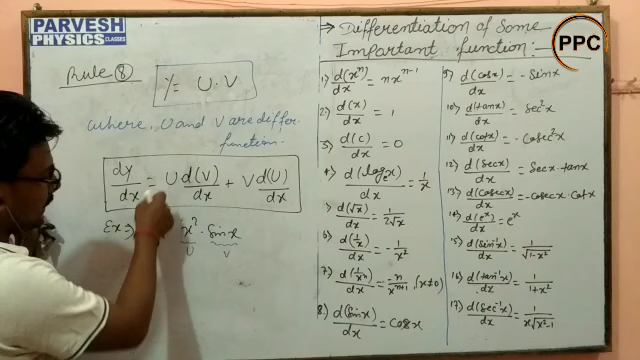 PARVESH
PHYSICS CLASSES
Rule 8
y = U.V
where, U and V are differ-
function.
dy/dx = U d(V)/dx + V d(U)/dx
Ex ⇒ x² . sinx
U V
⇒ Differentiation of Some
Important function:—
PPC
1) d(xⁿ)/dx = nxⁿ⁻¹
2) d(x)/dx = 1
3) d(c)/dx = 0
4) d(logₑx)/dx = 1/x
5) d(√x)/dx = 1/2√x
6) d(1/x)/dx = -1/x²
7) d(1/xⁿ)/dx = -n/xⁿ⁺¹, (x≠0)
8) d(sinx)/dx = cosx
9) d(cosx)/dx = -sinx
10) d(tanx)/dx = sec²x
11) d(cotx)/dx = -cosec²x
12) d(secx)/dx = secx.tanx
13) d(cosecx)/dx = -cosecx.cotx
14) d(eˣ)/dx = eˣ
15) d(sin⁻¹x)/dx = 1/√1-x²
16) d(tan⁻¹x)/dx = 1/1+x²
17) d(sec⁻¹x)/dx = 1/x√x²-1